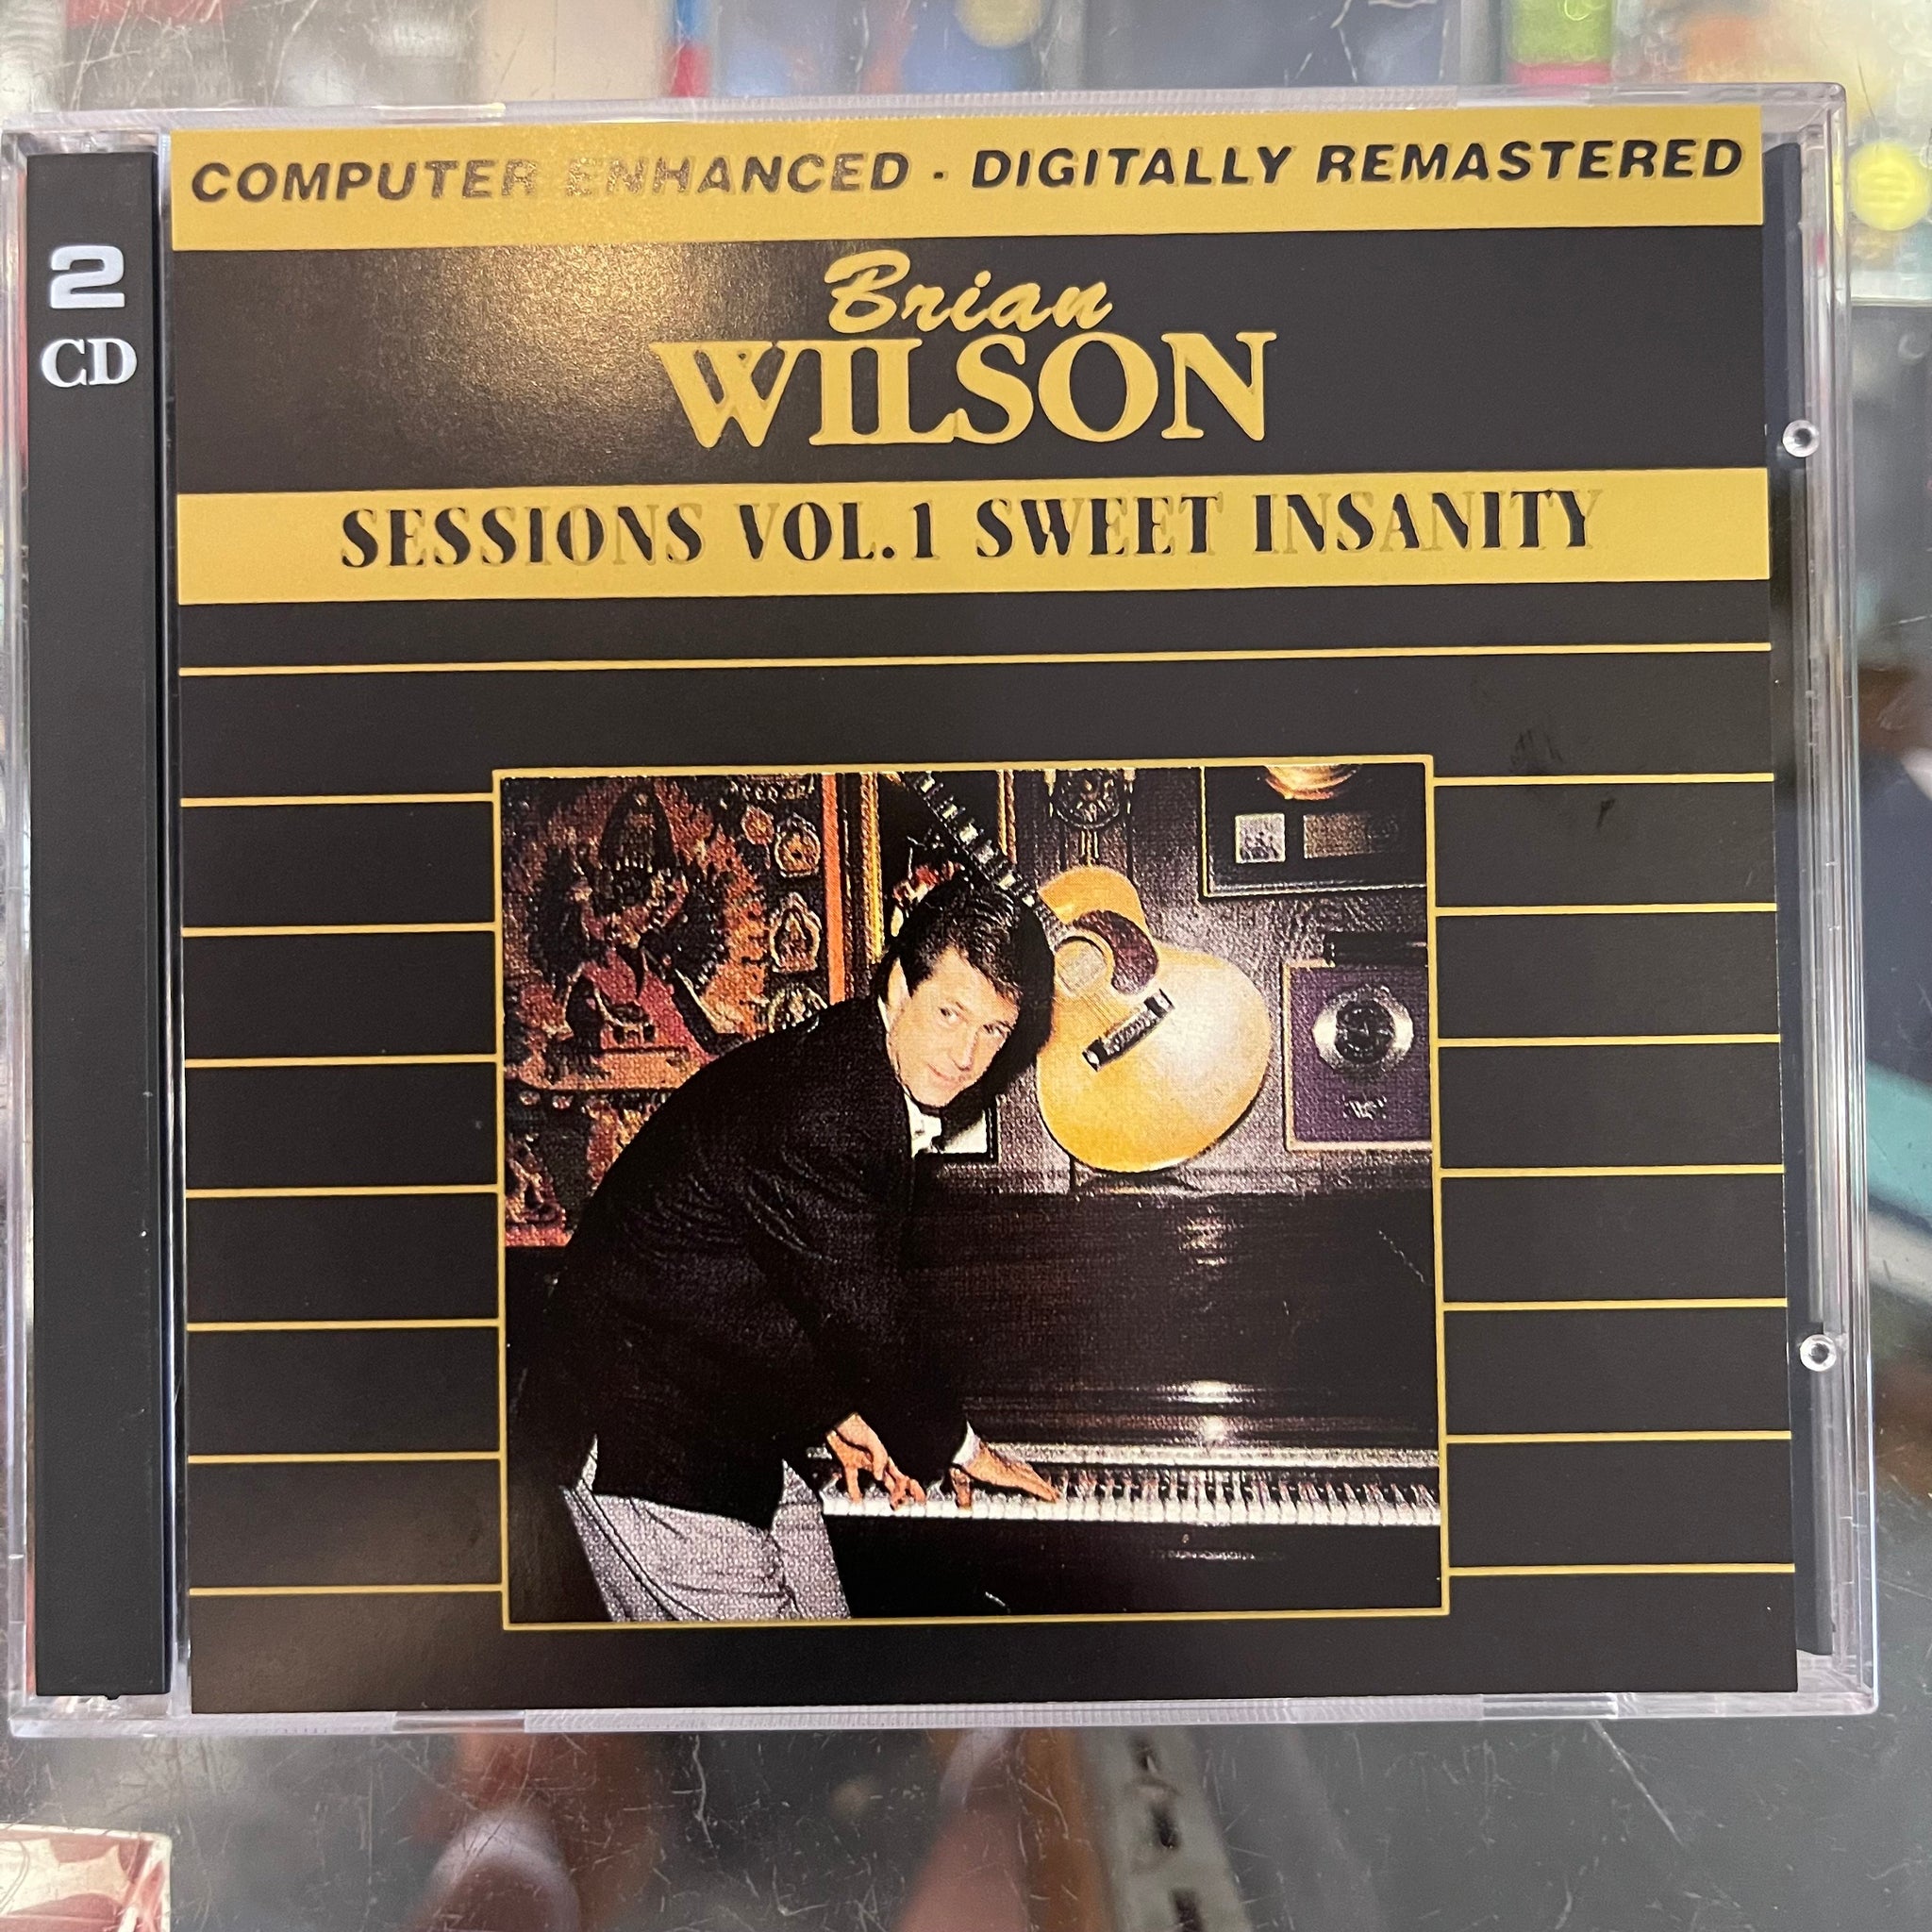 2
CD
COMPUTER ENHANCED · DIGITALLY REMASTERED
Brian
WILSON
SESSIONS VOL.1 SWEET INSANITY